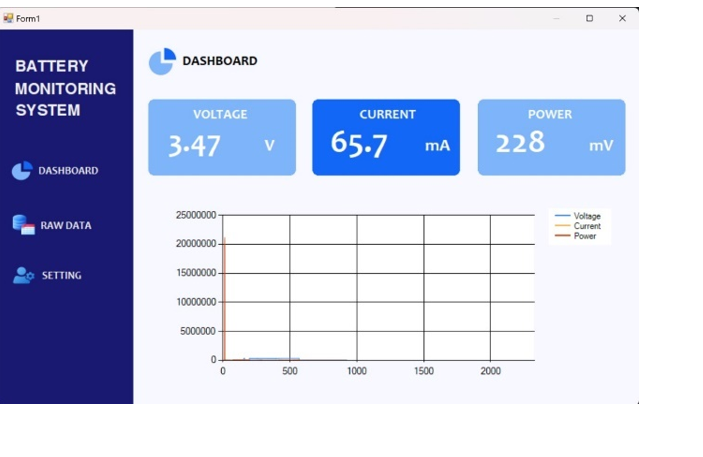 Form1
BATTERY
MONITORING
SYSTEM
DASHBOARD
RAW DATA
SETTING
DASHBOARD
VOLTAGE
3.47 V
CURRENT
65.7 mA
POWER
228 mV
25000000
20000000
15000000
10000000
5000000
0
0 500 1000 1500 2000
Voltage
Current
Power